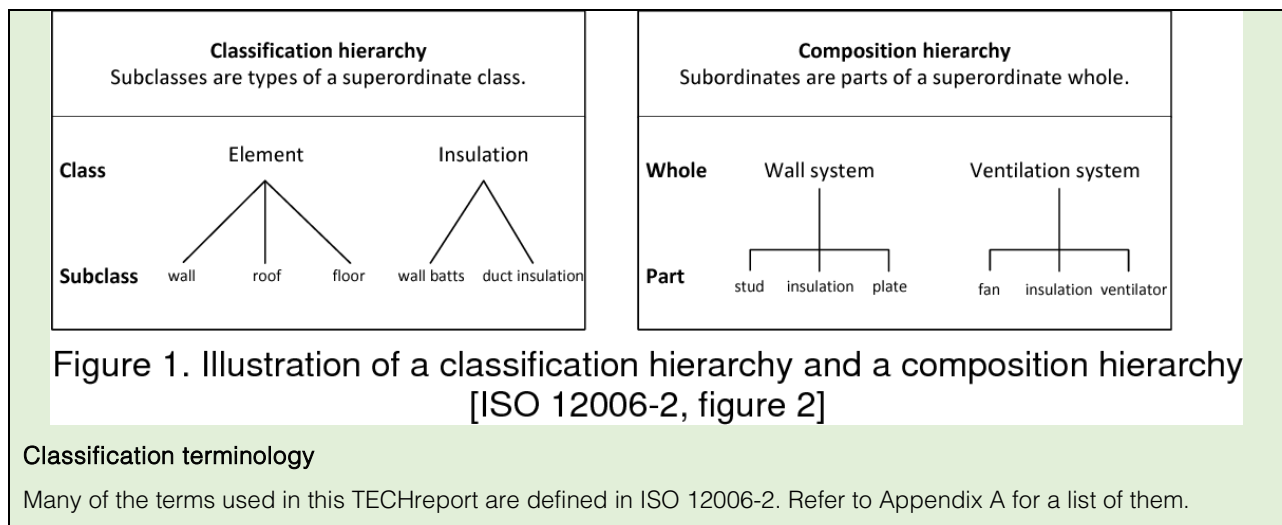 Classification hierarchy
Subclasses are types of a superordinate class.
Class
Element
Insulation
Subclass
wall
roof
floor
wall batts
duct insulation
Composition hierarchy
Subordinates are parts of a superordinate whole.
Whole
Wall system
Ventilation system
Part
stud
insulation
plate
fan
insulation
ventilator
Figure 1. Illustration of a classification hierarchy and a composition hierarchy
[ISO 12006-2, figure 2]
Classification terminology
Many of the terms used in this TECHreport are defined in ISO 12006-2. Refer to Appendix A for a list of them.